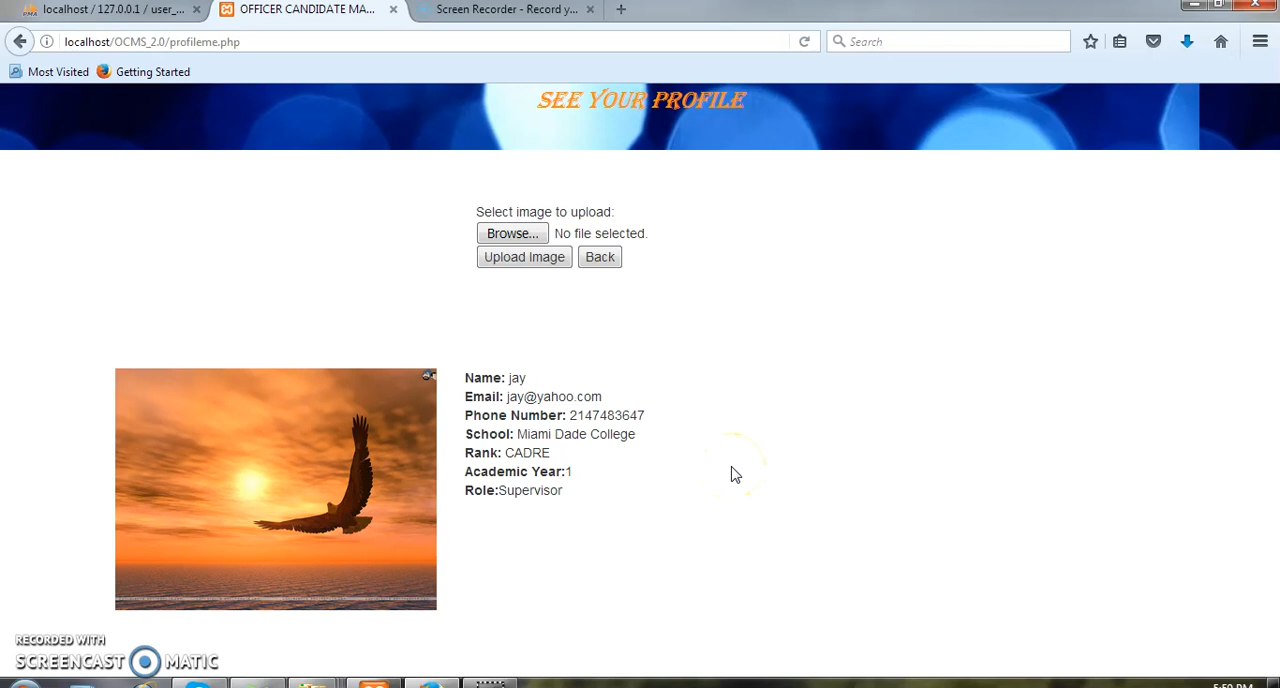 localhost / 127.0.0.1 / user_...
OFFICER CANDIDATE MA...
Screen Recorder - Record y...
localhost/OCMS_2.0/profileme.php
Search
Most Visited
Getting Started
SEE YOUR PROFILE
Select image to upload:
Browse... No file selected.
Upload Image Back
Name: jay
Email: jay@yahoo.com
Phone Number: 2147483647
School: Miami Dade College
Rank: CADRE
Academic Year:1
Role:Supervisor
RECORDED WITH
SCREENCAST MATIC
5:59 PM